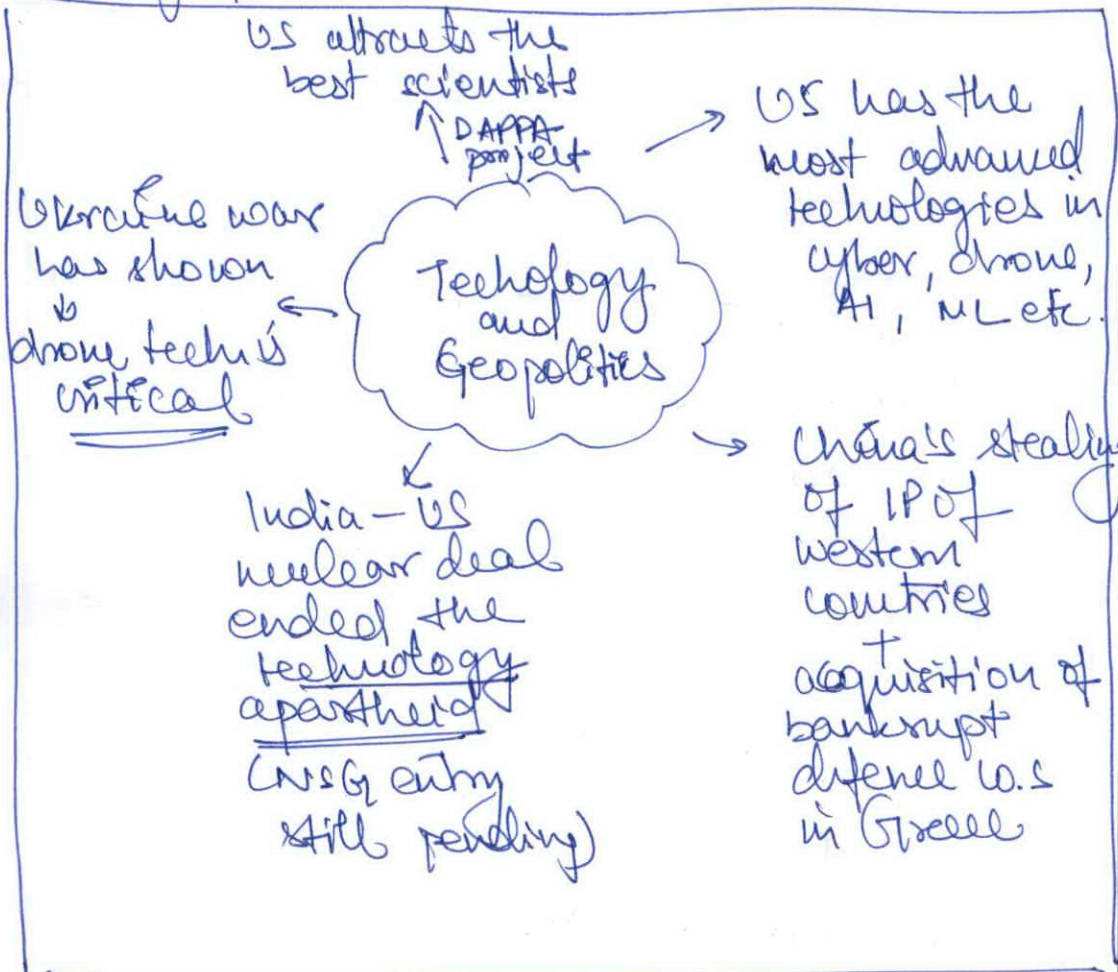 US attracts the
best scientists
DAPPA
project
US has the
most advanced
technologies in
cyber, drone,
AI, ML etc.
Ukraine war
has shown
drone tech is
critical
Techology
and
Geopolitics
India - US
nuclear deal
ended the
technology
apartheid
(NSG entry
still pending)
China's stealing
of IP of
western
countries
+
acquisition of
bankrupt
defence co.s
in Greece